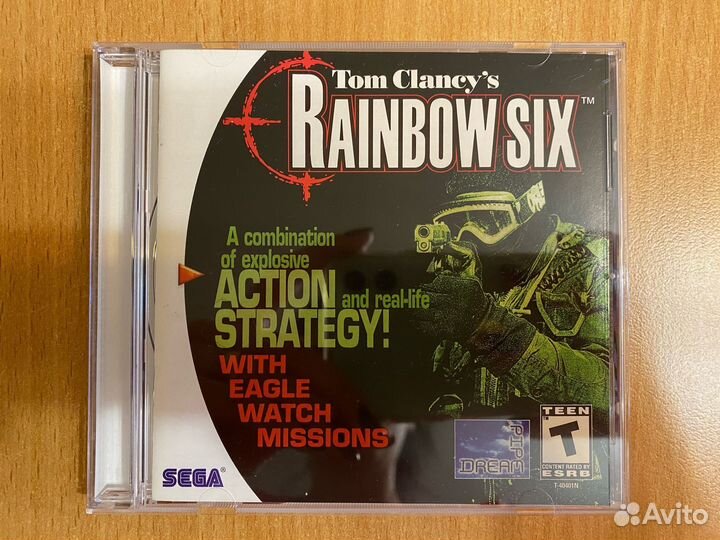 Tom Clancy's
RAINBOW SIX™
A combination
of explosive
ACTION and real-life
STRATEGY!
WITH
EAGLE
WATCH
MISSIONS
SEGA®
PIPE
DREAM
TEEN
T
CONTENT RATED BY
ESRB
T-40401N
Avito